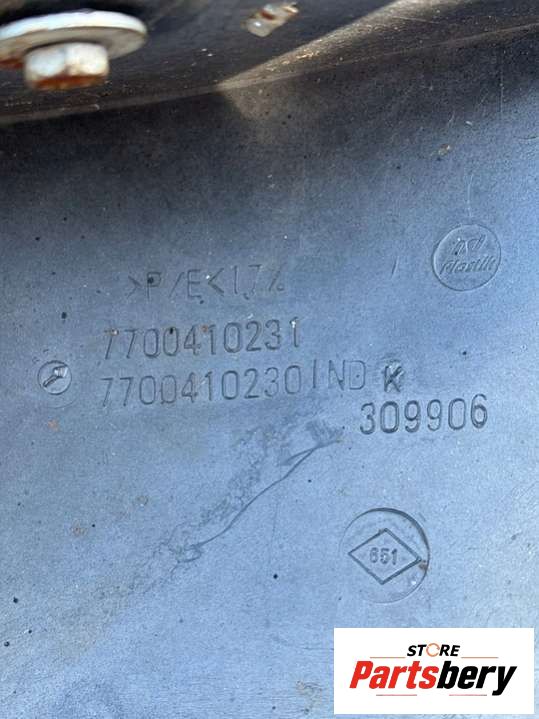 >P/E<17%
7700410231
7700410230IND K
309906
651
STORE
Partsbery